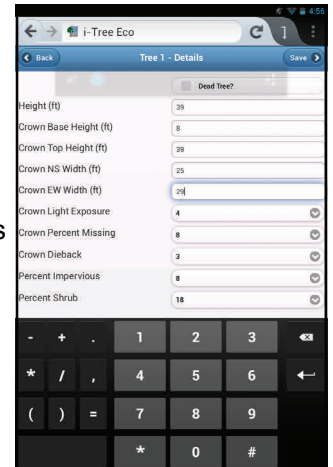 4:56
i-Tree Eco
1
Back Tree 1 - Details Save
Dead Tree?
Height (ft) 39
Crown Base Height (ft) 8
Crown Top Height (ft) 39
Crown NS Width (ft) 25
Crown EW Width (ft) 29
s
Crown Light Exposure 4
Crown Percent Missing 8
Crown Dieback 3
Percent Impervious 8
Percent Shrub 18
- + . 1 2 3
* / , 4 5 6
( ) = 7 8 9
* 0 #